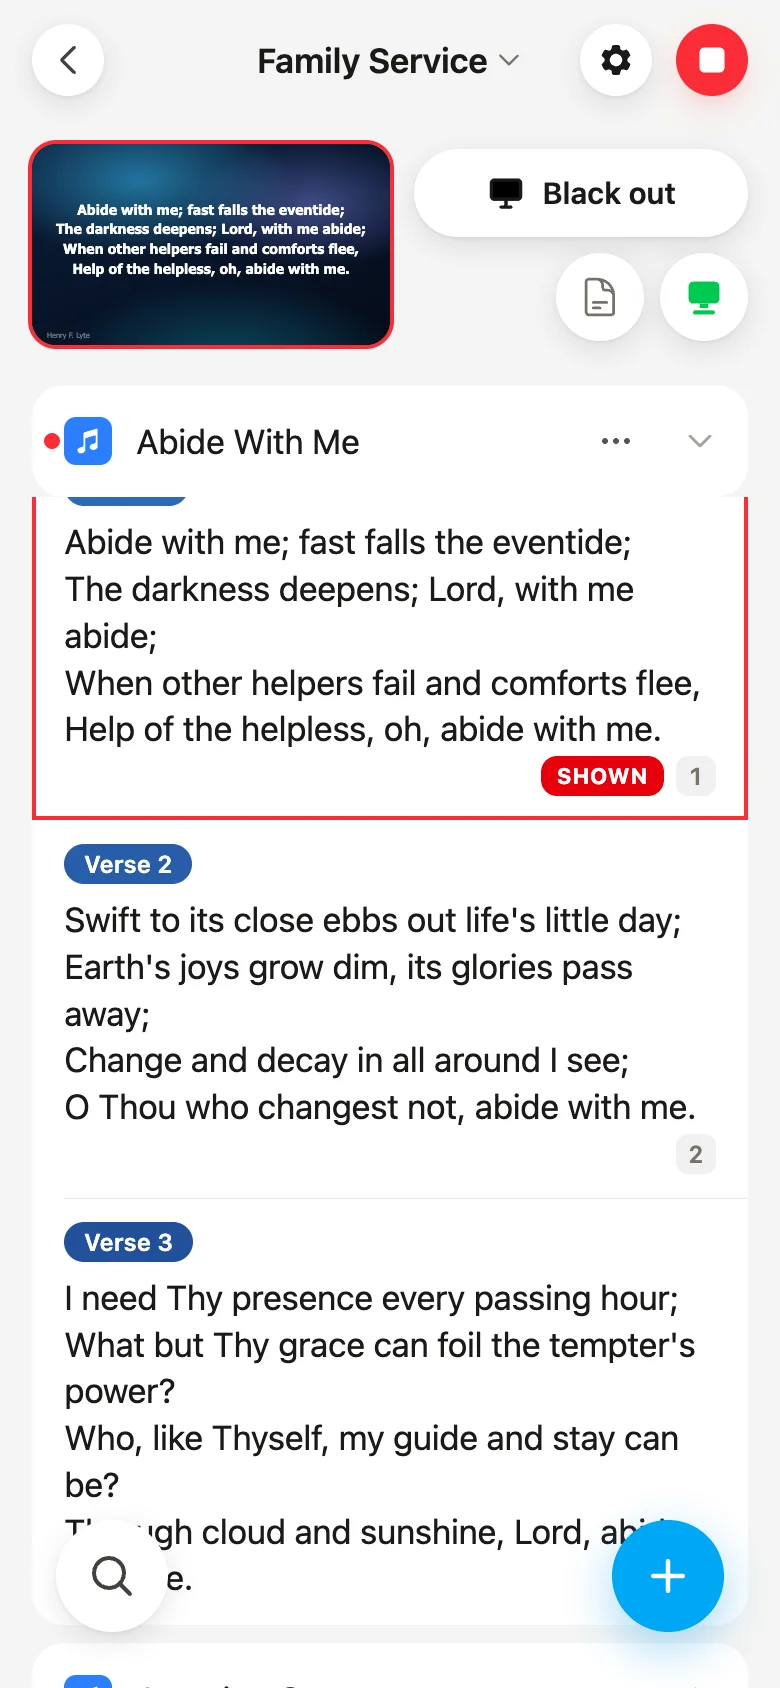 Family Service
Abide with me; fast falls the eventide;
The darkness deepens; Lord, with me abide;
When other helpers fail and comforts flee,
Help of the helpless, oh, abide with me.
Henry F. Lyte
Black out
Abide With Me
Abide with me; fast falls the eventide;
The darkness deepens; Lord, with me
abide;
When other helpers fail and comforts flee,
Help of the helpless, oh, abide with me.
SHOWN 1
Verse 2
Swift to its close ebbs out life's little day;
Earth's joys grow dim, its glories pass
away;
Change and decay in all around I see;
O Thou who changest not, abide with me.
2
Verse 3
I need Thy presence every passing hour;
What but Thy grace can foil the tempter's
power?
Who, like Thyself, my guide and stay can
be?
cloud and sunshine, Lord,